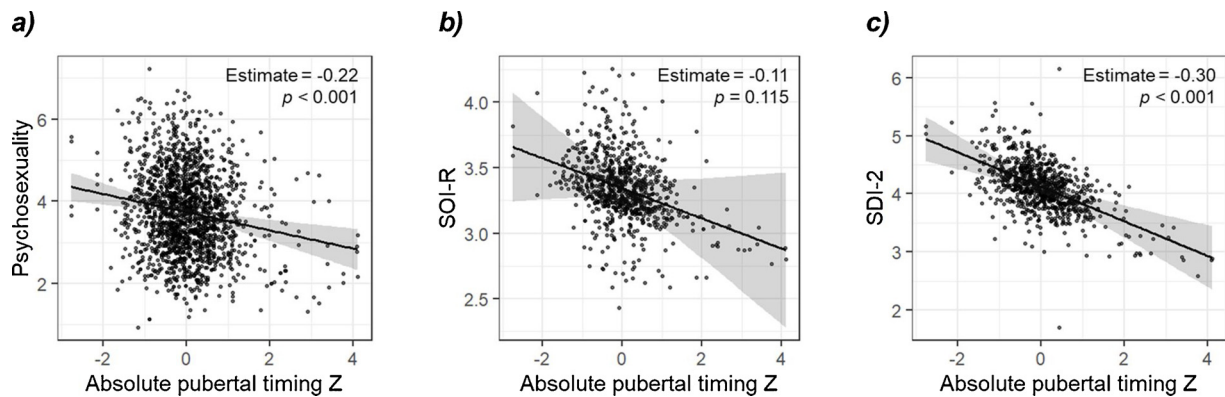 a)
Estimate = -0.22
p < 0.001
Psychosexuality
6
4
2
-2 0 2 4
Absolute pubertal timing Z
b)
Estimate = -0.11
p = 0.115
SOI-R
4.0
3.5
3.0
2.5
-2 0 2 4
Absolute pubertal timing Z
c)
Estimate = -0.30
p < 0.001
SDI-2
6
5
4
3
2
-2 0 2 4
Absolute pubertal timing Z